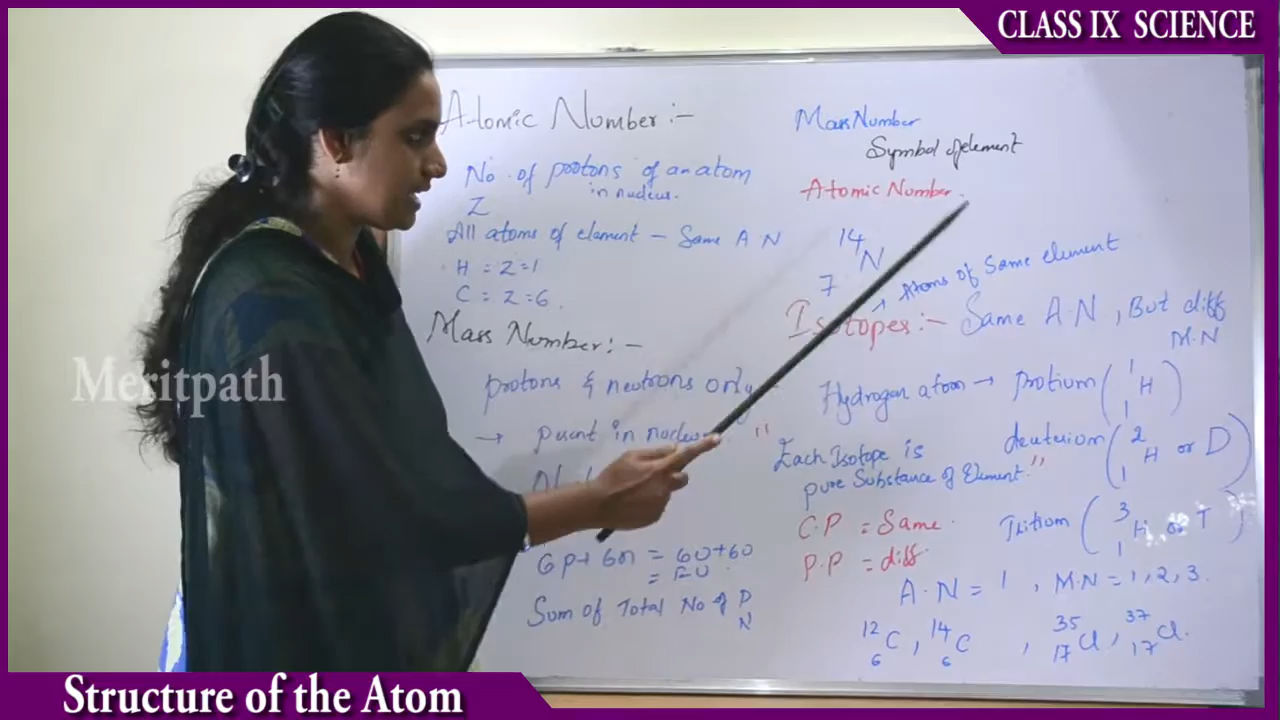 CLASS IX SCIENCE
Atomic Number :-
No. of protons of an atom
in nucleus.
Z
All atoms of element - Same A N
H = Z=1
C = Z=6.
Mass Number :-
protons & neutrons only
→ in nucleus. "
6p+6n = 6U+6U
Sum of Total No of P
N
Mass Number
Symbol of element
Atomic Number.
14
N
7
→ Atoms of Same element
Isotopes :- Same A.N , But diff
M.N
Hydrogen atom → protium ( 1 1 H )
deuterium ( 2 1 H or D )
Tritium ( 3 1 H or T )
Each Isotope is
pure Substance of Element."
C.P = Same.
P.P = diff.
A.N = 1 , M.N = 1, 2, 3.
12 6 C , 14 6 C , 35 17 Cl , 37 17 Cl.
Meritpath
Structure of the Atom